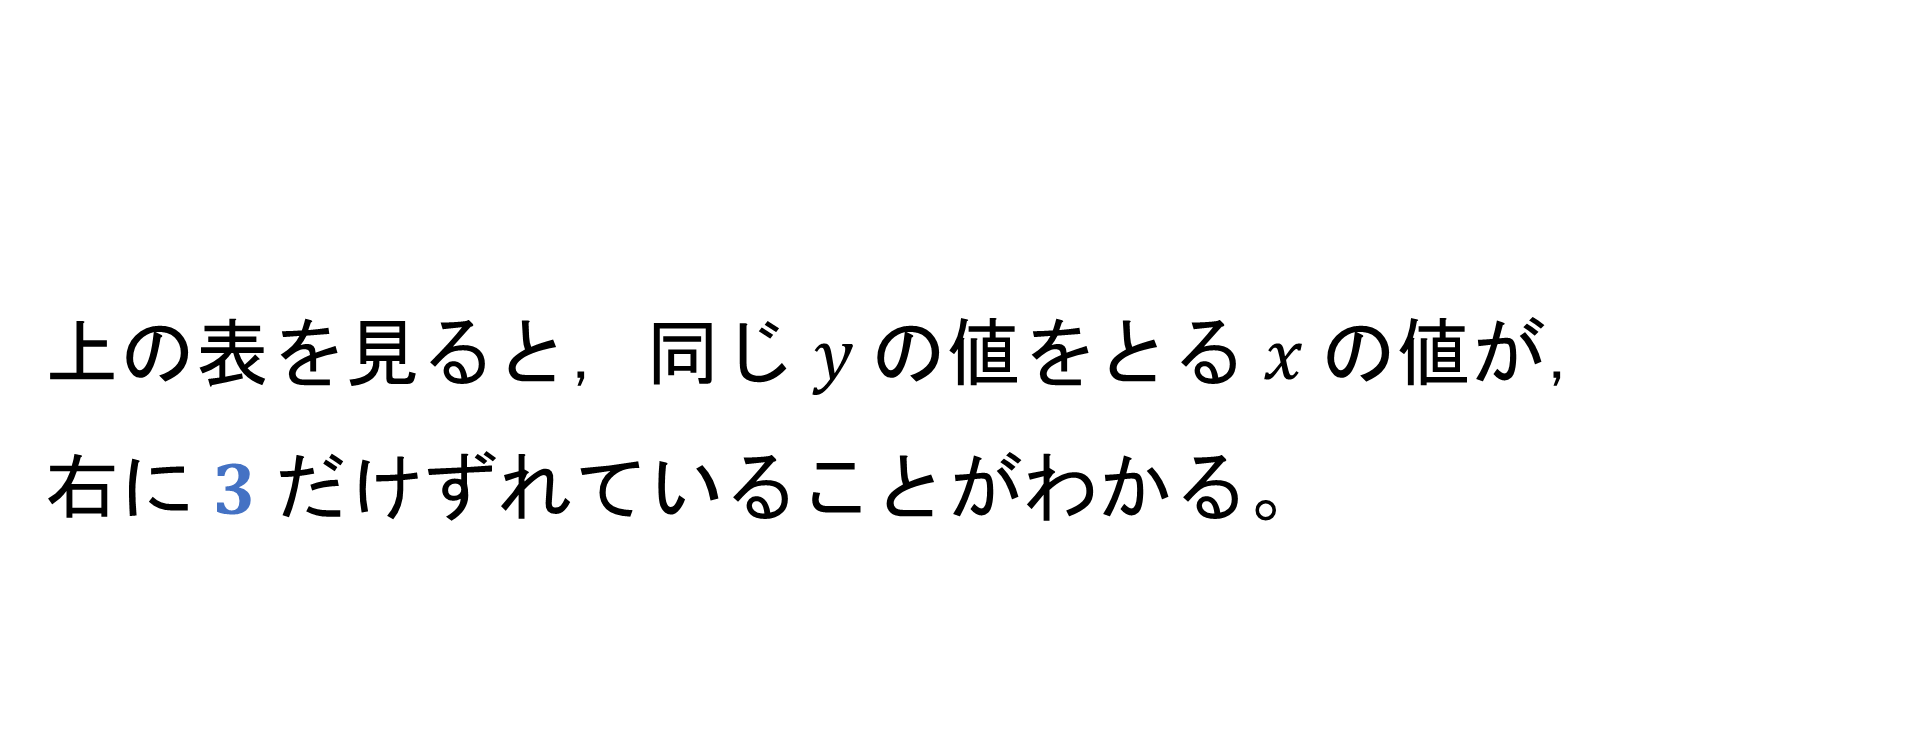 上の表を見ると, 同じ y の値をとる x の値が,
右に 3 だけずれていることがわかる。